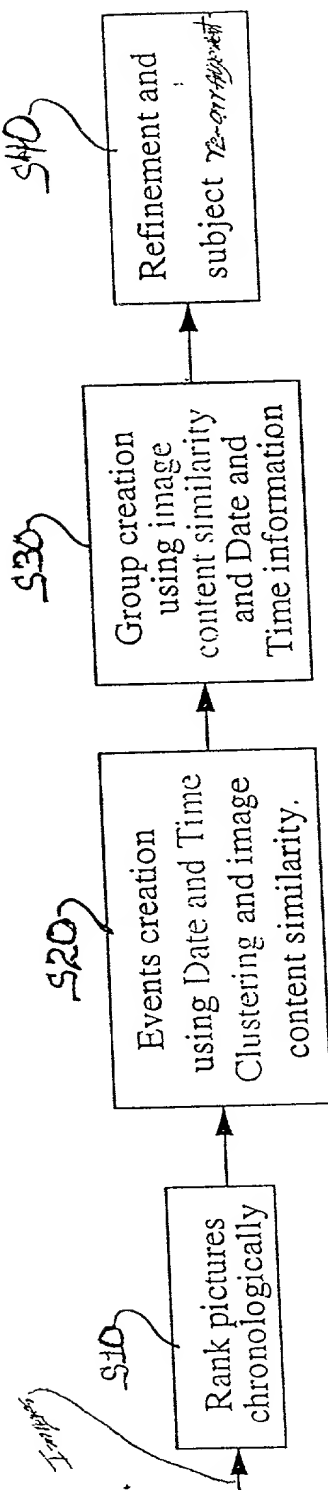 Images
S10
Rank pictures
chronologically
S20
Events creation
using Date and Time
Clustering and image
content similarity.
S30
Group creation
using image
content similarity
and Date and
Time information
S40
Refinement and
subject